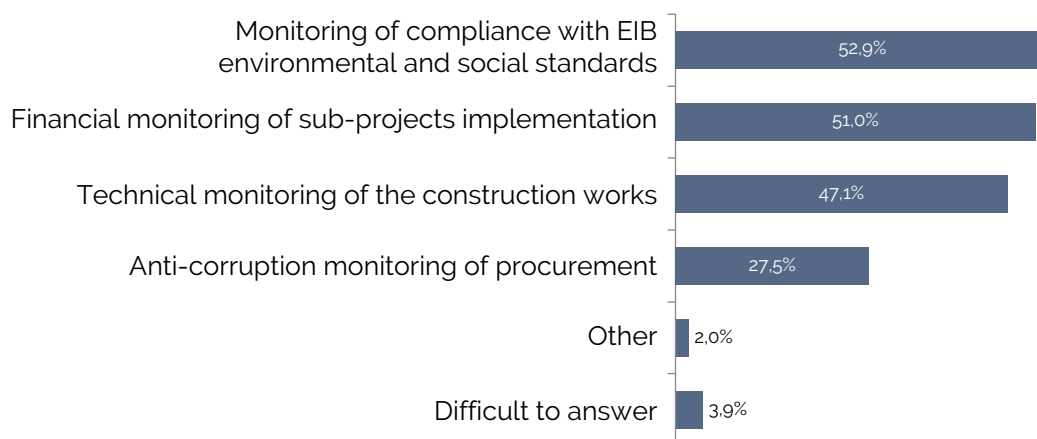 Monitoring of compliance with EIB
environmental and social standards
52,9%
Financial monitoring of sub-projects implementation
51,0%
Technical monitoring of the construction works
47,1%
Anti-corruption monitoring of procurement
27,5%
Other
2,0%
Difficult to answer
3,9%